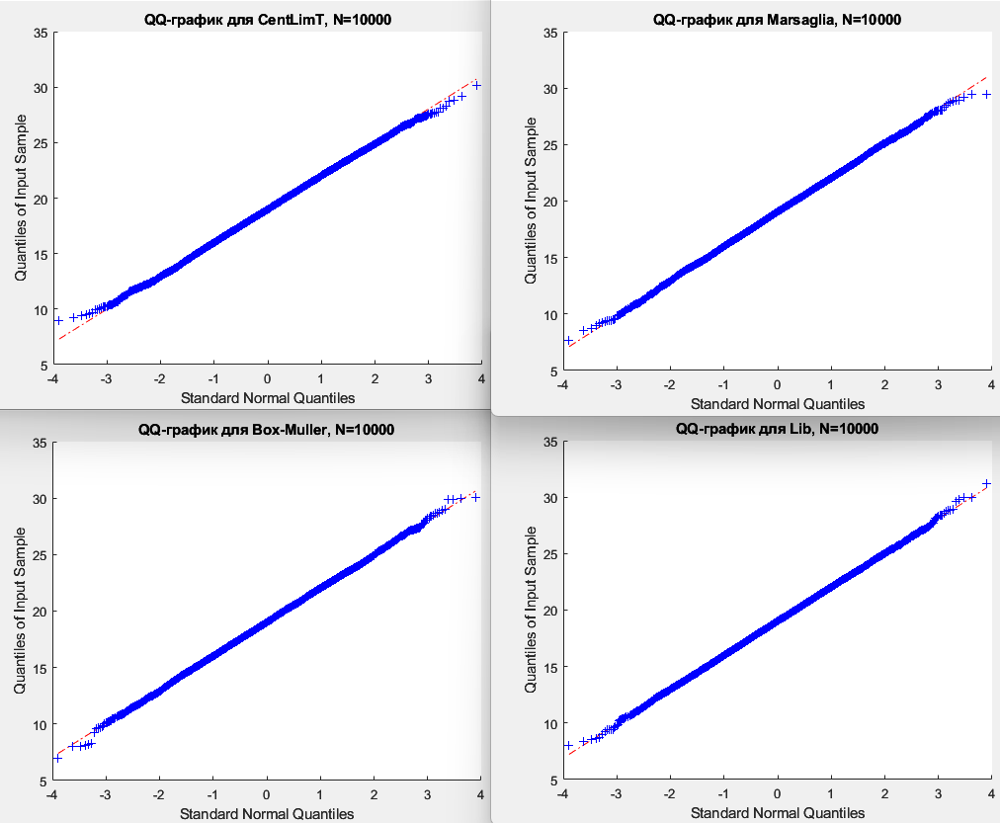 QQ-график для CentLimT, N=10000
35
30
25
20
15
10
5
Quantiles of Input Sample
-4 -3 -2 -1 0 1 2 3 4
Standard Normal Quantiles
QQ-график для Marsaglia, N=10000
35
30
25
20
15
10
5
Quantiles of Input Sample
-4 -3 -2 -1 0 1 2 3 4
Standard Normal Quantiles
QQ-график для Box-Muller, N=10000
35
30
25
20
15
10
5
Quantiles of Input Sample
-4 -3 -2 -1 0 1 2 3 4
Standard Normal Quantiles
QQ-график для Lib, N=10000
35
30
25
20
15
10
5
Quantiles of Input Sample
-4 -3 -2 -1 0 1 2 3 4
Standard Normal Quantiles